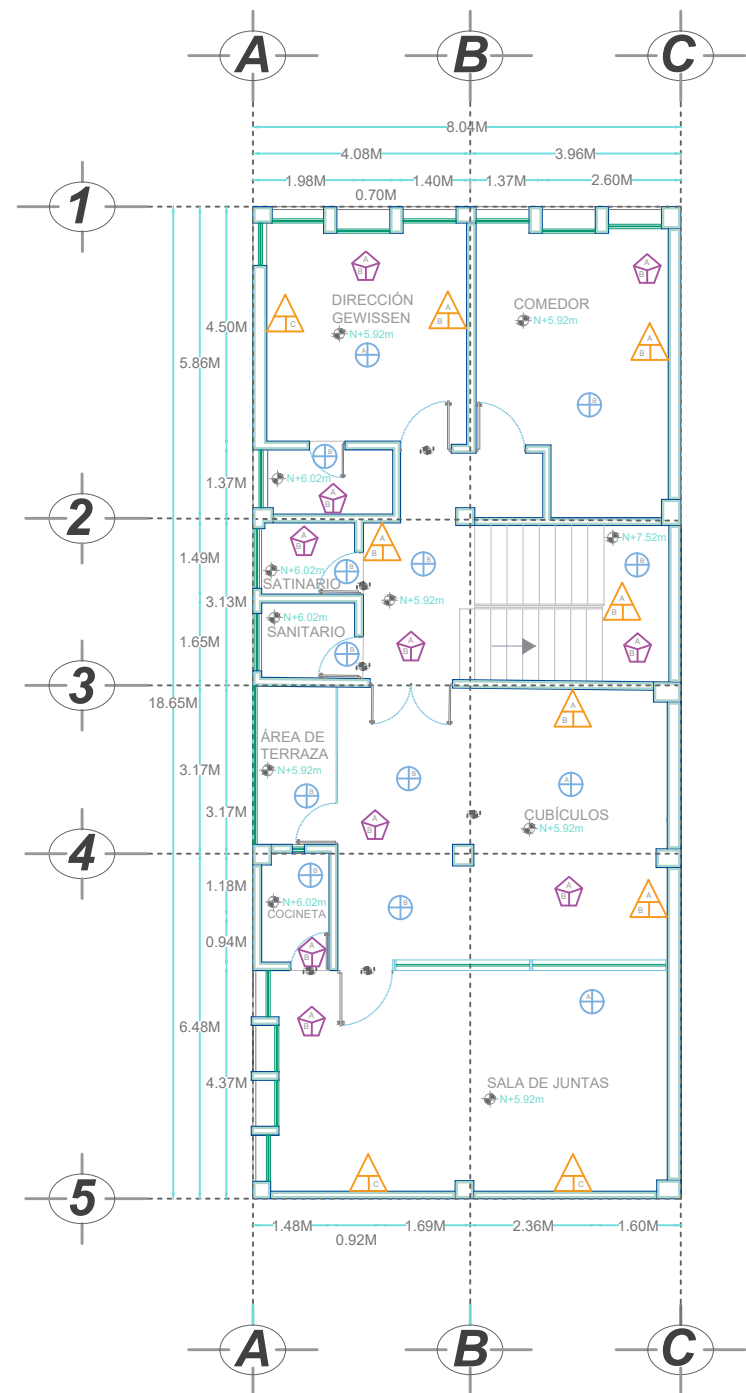 A B C
8.04M
4.08M 3.96M
1.98M 1.40M 1.37M 2.60M
0.70M
1
A
B
A
B
DIRECCIÓN
GEWISSEN
COMEDOR
C
A
B
N+5.92m
N+5.92m
4.50M
A
B
A
5.86M
B
B
N+6.02m
1.37M
A
B
2
N+7.52m
A
B
A
B
1.49M
B
B
B
N+6.02m
SATINARIO
N+5.92m
3.13M
A
B
N+6.02m
SANITARIO
1.65M
A
B
A
B
B
3
18.65M
A
B
ÁREA DE
TERRAZA
N+5.92m
3.17M
B
A
B
3.17M
CUBÍCULOS
A
B
N+5.92m
4
B
1.18M
A
B
A
B
N+6.02m
COCINETA
B
0.94M
A
B
A
A
B
6.48M
4.37M
SALA DE JUNTAS
N+5.92m
C
C
5
1.48M 1.69M 2.36M 1.60M
0.92M
A B C